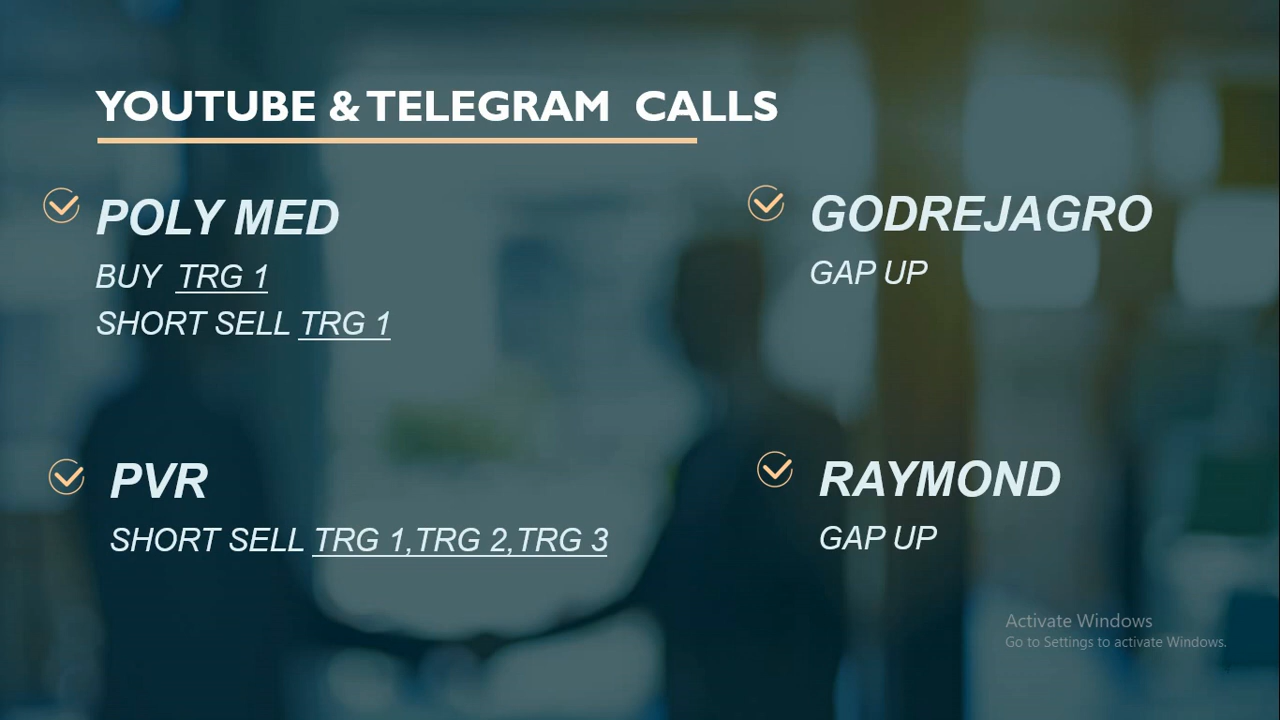 YOUTUBE & TELEGRAM CALLS
POLY MED
BUY TRG 1
SHORT SELL TRG 1
GODREJAGRO
GAP UP
PVR
SHORT SELL TRG 1,TRG 2,TRG 3
RAYMOND
GAP UP
Activate Windows
Go to Settings to activate Windows.